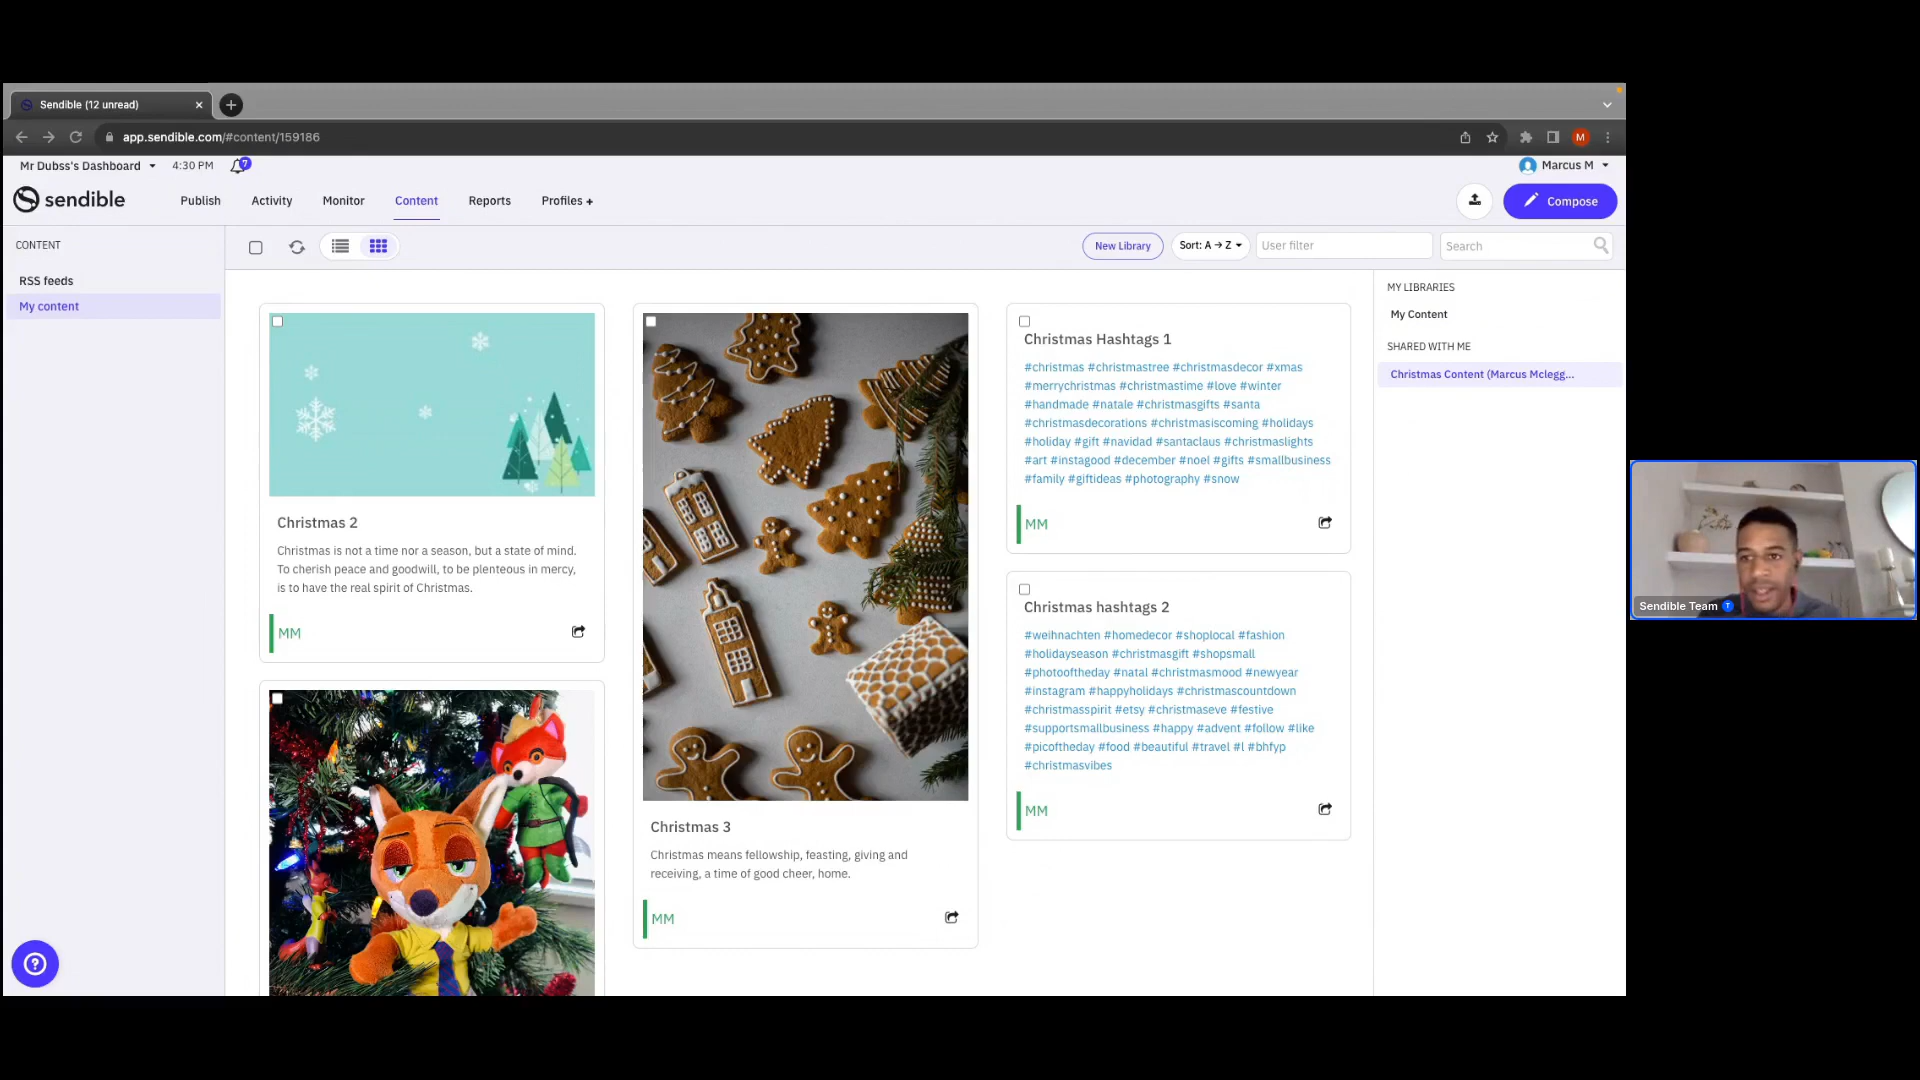 Sendible (12 unread)
app.sendible.com/#content/159186
Mr Dubss's Dashboard
4:30 PM
7
Marcus M
M
sendible
Publish
Activity
Monitor
Content
Reports
Profiles +
Compose
CONTENT
RSS feeds
My content
New Library
Sort: A → Z
User filter
Search
Christmas 2
Christmas is not a time nor a season, but a state of mind.
To cherish peace and goodwill, to be plenteous in mercy,
is to have the real spirit of Christmas.
MM
Christmas 3
Christmas means fellowship, feasting, giving and
receiving, a time of good cheer, home.
MM
Christmas Hashtags 1
#christmas #christmastree #christmasdecor #xmas
#merrychristmas #christmastime #love #winter
#handmade #natale #christmasgifts #santa
#christmasdecorations #christmasiscoming #holidays
#holiday #gift #navidad #santaclaus #christmaslights
#art #instagood #december #noel #gifts #smallbusiness
#family #giftideas #photography #snow
MM
Christmas hashtags 2
#weihnachten #homedecor #shoplocal #fashion
#holidayseason #christmasgift #shopsmall
#photooftheday #natal #christmasmood #newyear
#instagram #happyholidays #christmascountdown
#christmasspirit #etsy #christmaseve #festive
#supportsmallbusiness #happy #advent #follow #like
#picoftheday #food #beautiful #travel #l #bhfyp
#christmasvibes
MM
MY LIBRARIES
My Content
SHARED WITH ME
Christmas Content (Marcus Mclegg...
Sendible Team
T